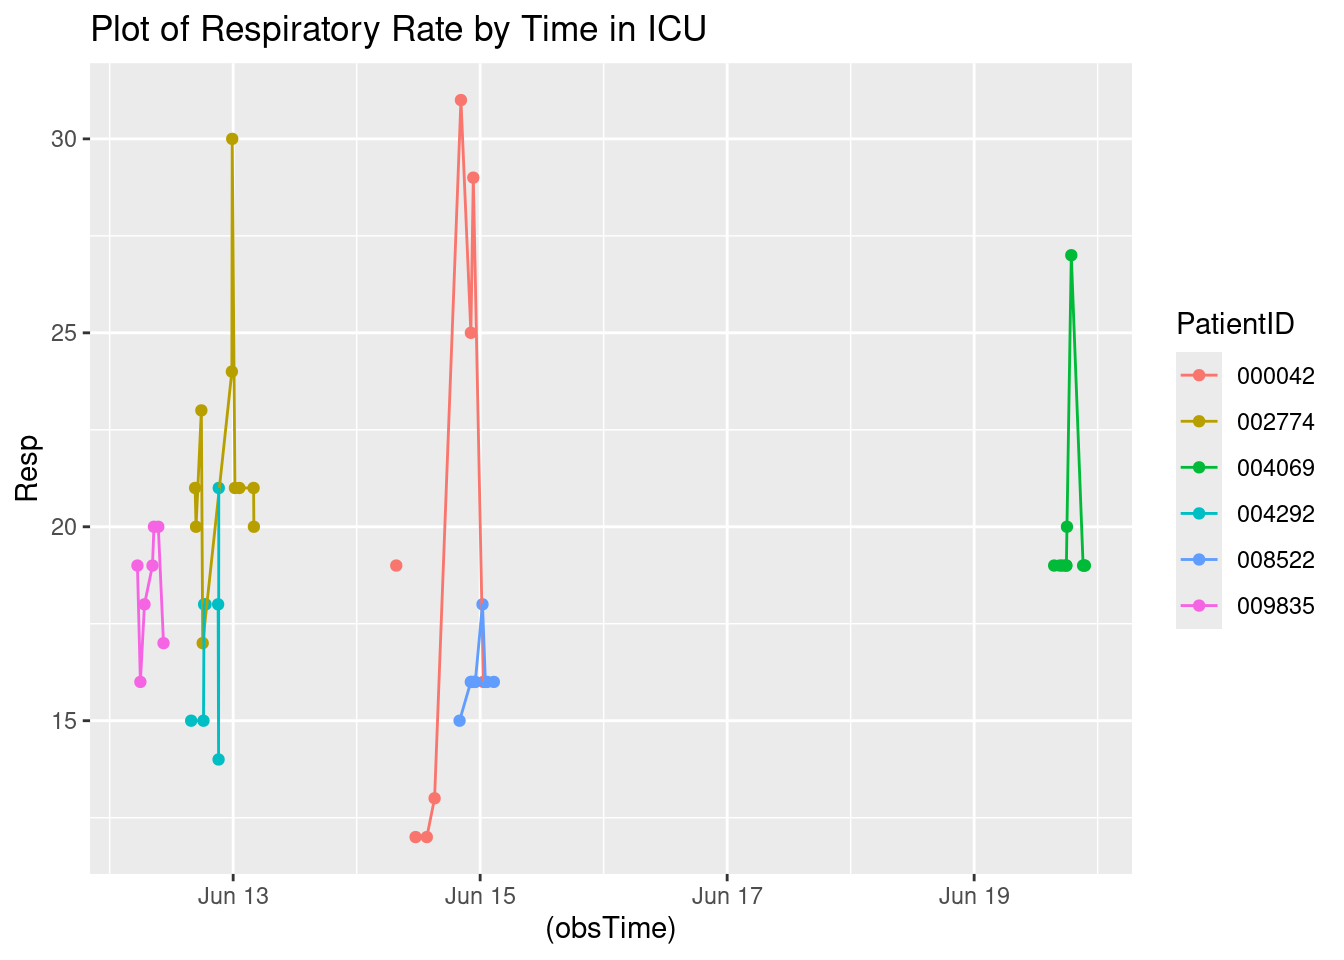 Plot of Respiratory Rate by Time in ICU
30
25
20
15
Resp
Jun 13
Jun 15
Jun 17
Jun 19
(obsTime)
PatientID
000042
002774
004069
004292
008522
009835